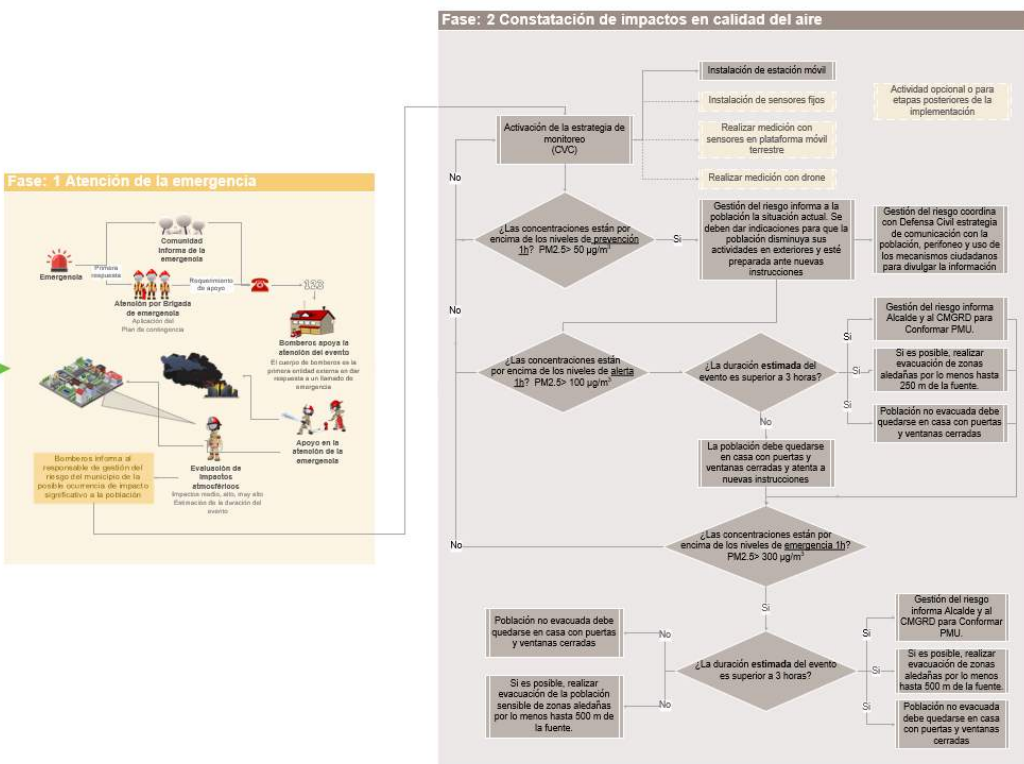 Fase: 1 Atención de la emergencia
Emergencia
Primera
respuesta
Comunidad
informa de la
emergencia
Atención por Brigada
de emergencia
Aplicación del
Plan de contingencia
Requerimiento
de apoyo
123
Bomberos apoya la
atención del evento
El cuerpo de bomberos es la
primera entidad externa en dar
respuesta a un llamado de
emergencia
Apoyo en la
atención de la
emergencia
Evaluación de
impactos
atmosféricos
Impactos medio, alto, muy alto
Estimación de la duración del
evento
Bomberos informa al
responsable de gestión del
riesgo del municipio de la
posible ocurrencia de impacto
significativo a la población
Fase: 2 Constatación de impactos en calidad del aire
Activación de la estrategia de
monitoreo
(CVC)
Instalación de estación móvil
Instalación de sensores fijos
Realizar medición con
sensores en plataforma móvil
terrestre
Realizar medición con drone
Actividad opcional o para
etapas posteriores de la
implementación
No
¿Las concentraciones están por
encima de los niveles de prevención
1h? PM2.5> 50 µg/m³
Si
Gestión del riesgo informa a la
población la situación actual. Se
deben dar indicaciones para que la
población disminuya sus
actividades en exteriores y esté
preparada ante nuevas
instrucciones
Gestión del riesgo coordina
con Defensa Civil estrategia
de comunicación con la
población, perifoneo y uso de
los mecanismos ciudadanos
para divulgar la información
No
¿Las concentraciones están
por encima de los niveles de alerta
1h? PM2.5> 100 µg/m³
¿La duración estimada del
evento es superior a 3 horas?
Si
Gestión del riesgo informa
Alcalde y al CMGRD para
Conformar PMU.
Si
Si es posible, realizar
evacuación de zonas
aledañas por lo menos hasta
250 m de la fuente.
Si
Población no evacuada debe
quedarse en casa con puertas
y ventanas cerradas
No
La población debe quedarse
en casa con puertas y
ventanas cerradas y atenta a
nuevas instrucciones
No
¿Las concentraciones están por
encima de los niveles de emergencia 1h?
PM2.5> 300 µg/m³
Si
¿La duración estimada del evento
es superior a 3 horas?
No
Población no evacuada debe
quedarse en casa con puertas
y ventanas cerradas
No
Si es posible, realizar
evacuación de la población
sensible de zonas aledañas
por lo menos hasta 500 m de
la fuente.
Si
Gestión del riesgo
informa Alcalde y al
CMGRD para Conformar
PMU.
Si
Si es posible, realizar
evacuación de zonas
aledañas por lo menos
hasta 500 m de la fuente.
Si
Población no evacuada
debe quedarse en casa
con puertas y ventanas
cerradas